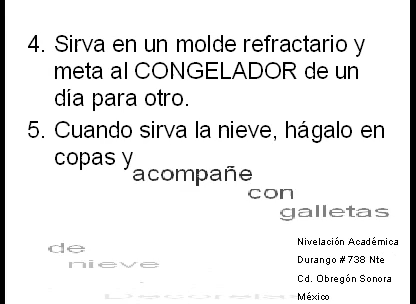 4. Sirva en un molde refractario y
meta al CONGELADOR de un
día para otro.
5. Cuando sirva la nieve, hágalo en
copas y
acompañe
con
galletas
de
nieve
Nivelación Académica
Durango # 738 Nte
Cd. Obregón Sonora
México